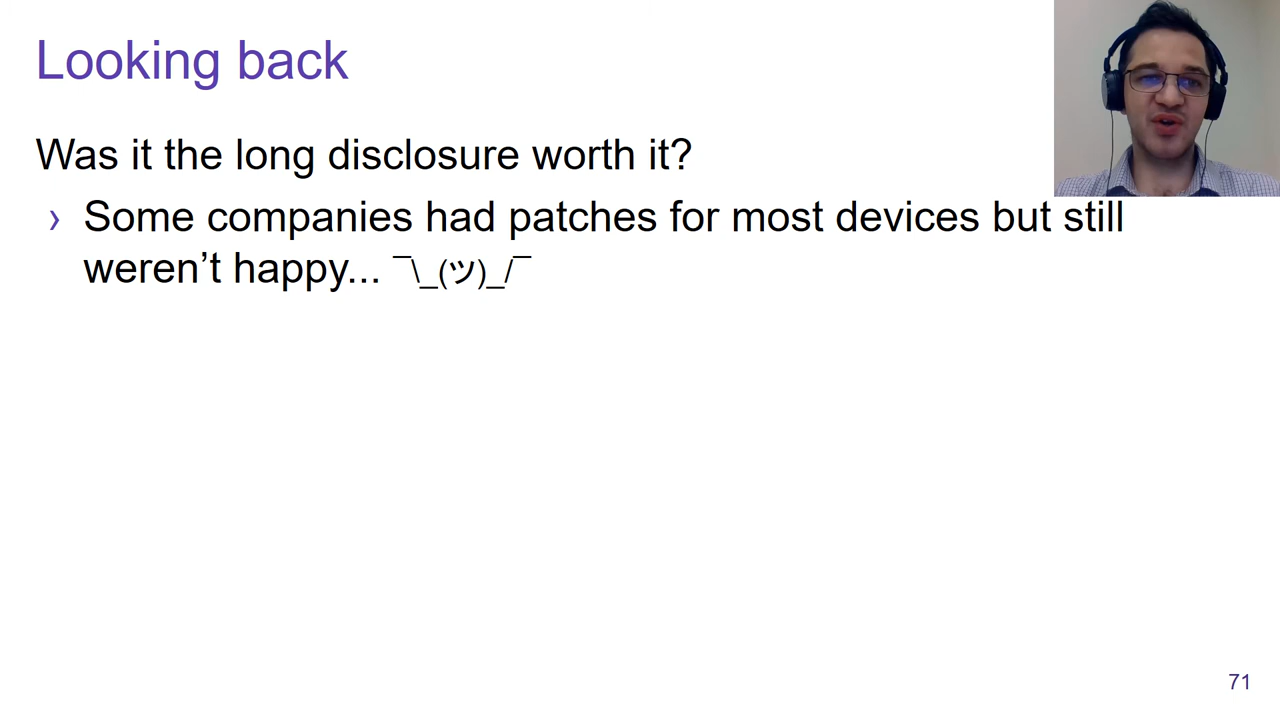 Looking back
Was it the long disclosure worth it?
› Some companies had patches for most devices but still
weren’t happy... ¯\_(ツ)_/¯
71